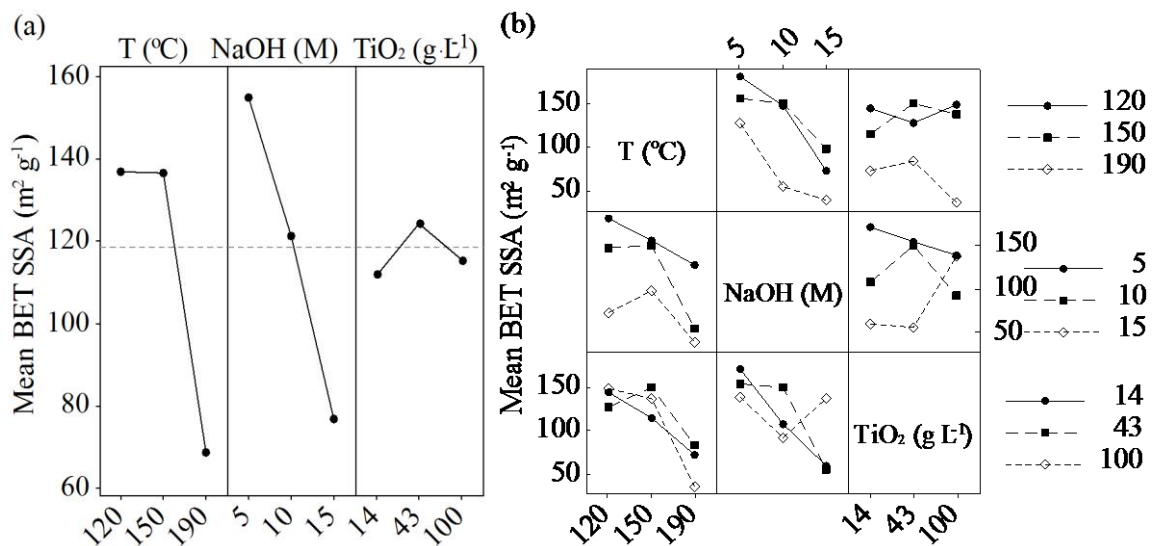 (a)
T (ºC) NaOH (M) TiO₂ (g·L⁻¹)
Mean BET SSA (m² g⁻¹)
160
140
120
100
80
60
120 150 190 5 10 15 14 43 100
(b)
5 10 15
Mean BET SSA (m² g⁻¹)
150
100
50
T (ºC)
120
150
190
NaOH (M)
150
100
50
5
10
15
150
100
50
TiO₂ (g L⁻¹)
14
43
100
120 150 190
14 43 100